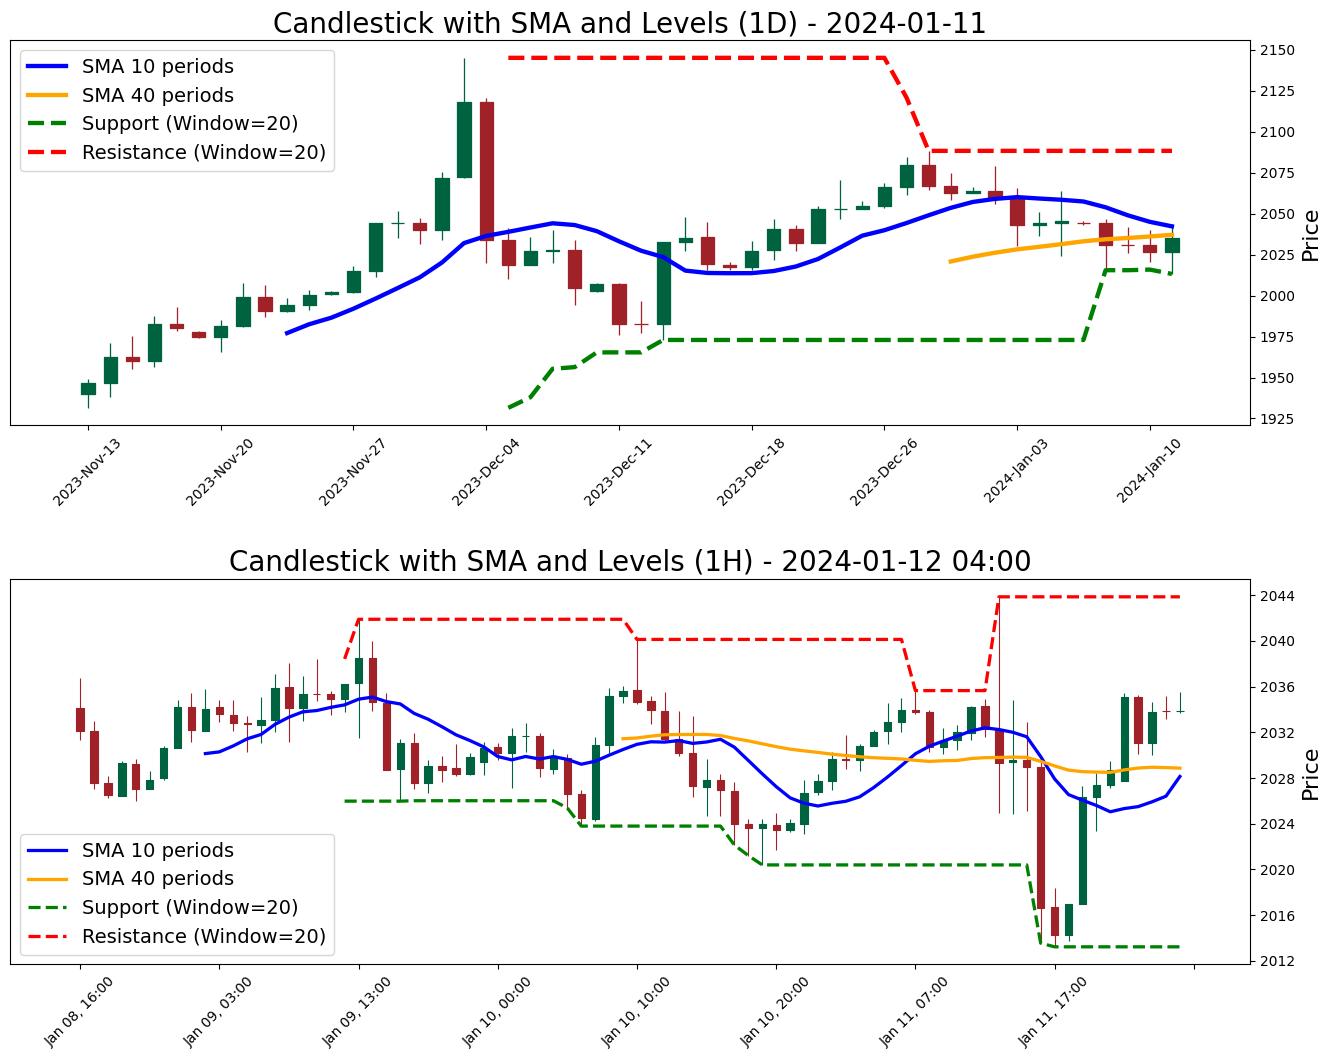 Candlestick with SMA and Levels (1D) - 2024-01-11
SMA 10 periods
SMA 40 periods
Support (Window=20)
Resistance (Window=20)
2150
2125
2100
2075
2050
2025
2000
1975
1950
1925
Price
2023-Nov-13
2023-Nov-20
2023-Nov-27
2023-Dec-04
2023-Dec-11
2023-Dec-18
2023-Dec-26
2024-Jan-03
2024-Jan-10
Candlestick with SMA and Levels (1H) - 2024-01-12 04:00
2044
2040
2036
2032
2028
2024
2020
2016
2012
Price
SMA 10 periods
SMA 40 periods
Support (Window=20)
Resistance (Window=20)
Jan 08, 16:00
Jan 09, 03:00
Jan 09, 13:00
Jan 10, 00:00
Jan 10, 10:00
Jan 10, 20:00
Jan 11, 07:00
Jan 11, 17:00